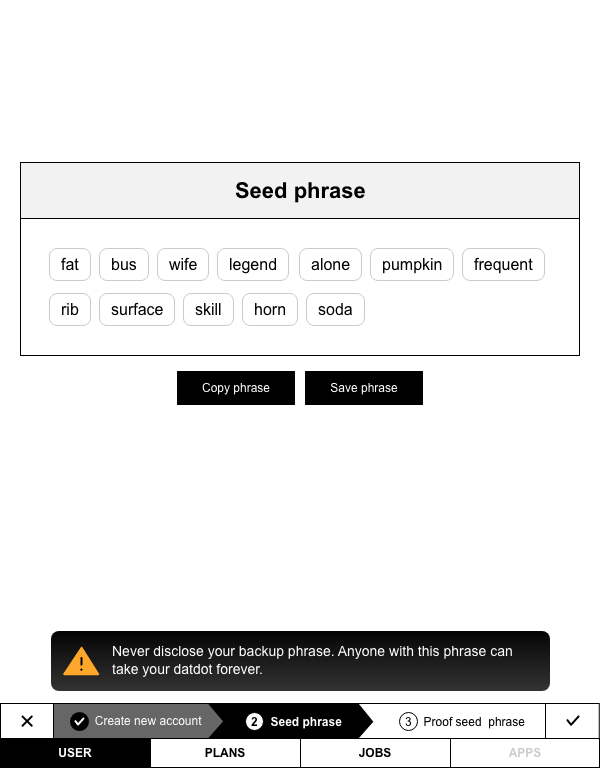 Seed phrase
fat bus wife legend alone pumpkin frequent
rib surface skill horn soda
Copy phrase Save phrase
Never disclose your backup phrase. Anyone with this phrase can
take your datdot forever.
Create new account 2 Seed phrase 3 Proof seed phrase
USER PLANS JOBS APPS